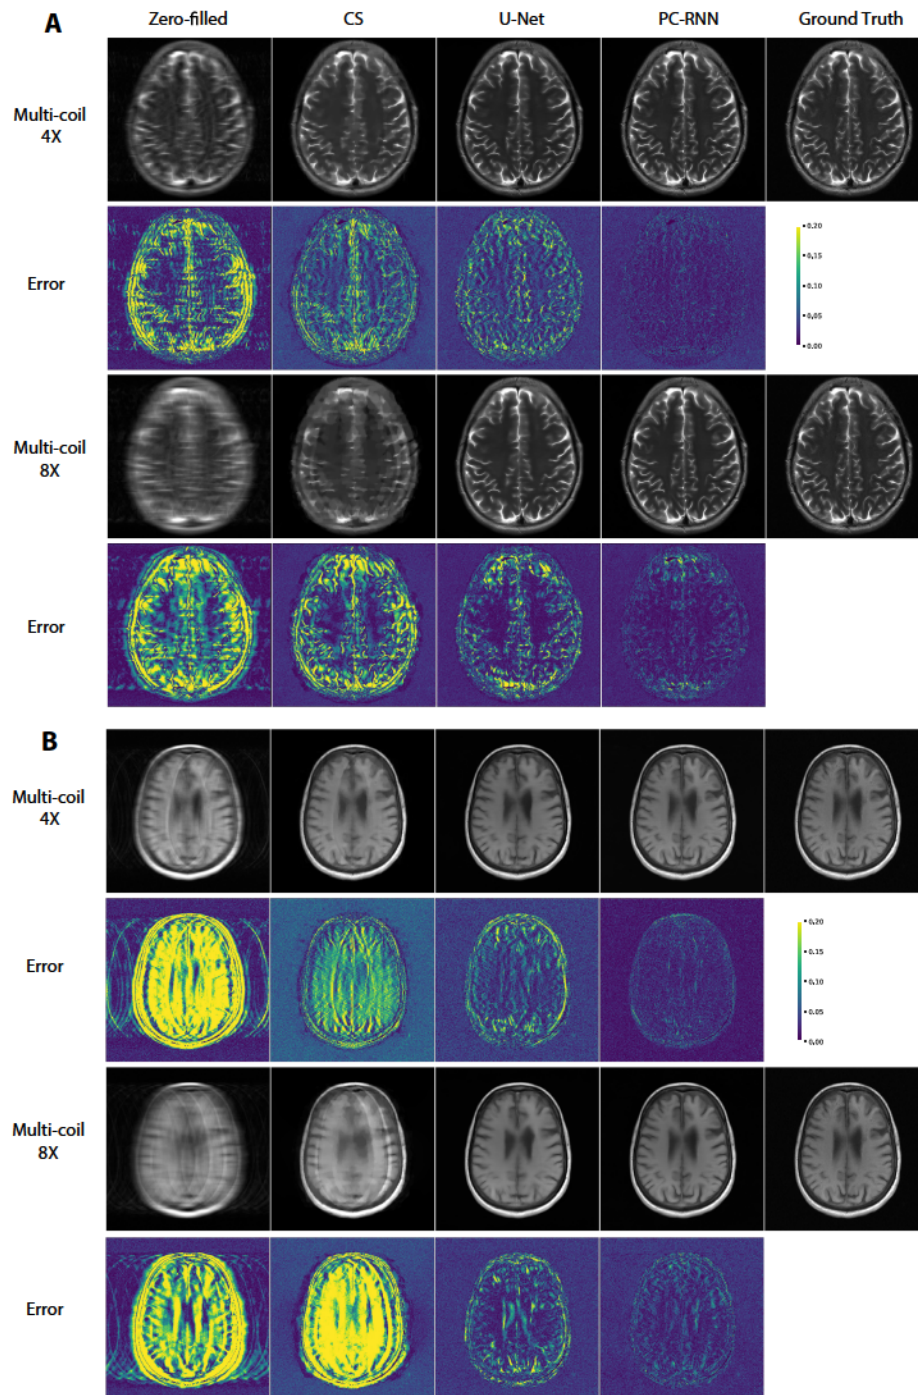 A
Zero-filled CS U-Net PC-RNN Ground Truth
Multi-coil
4X
Error
0.20
0.15
0.10
0.05
0.00
Multi-coil
8X
Error
B
Multi-coil
4X
Error
0.20
0.15
0.10
0.05
0.00
Multi-coil
8X
Error